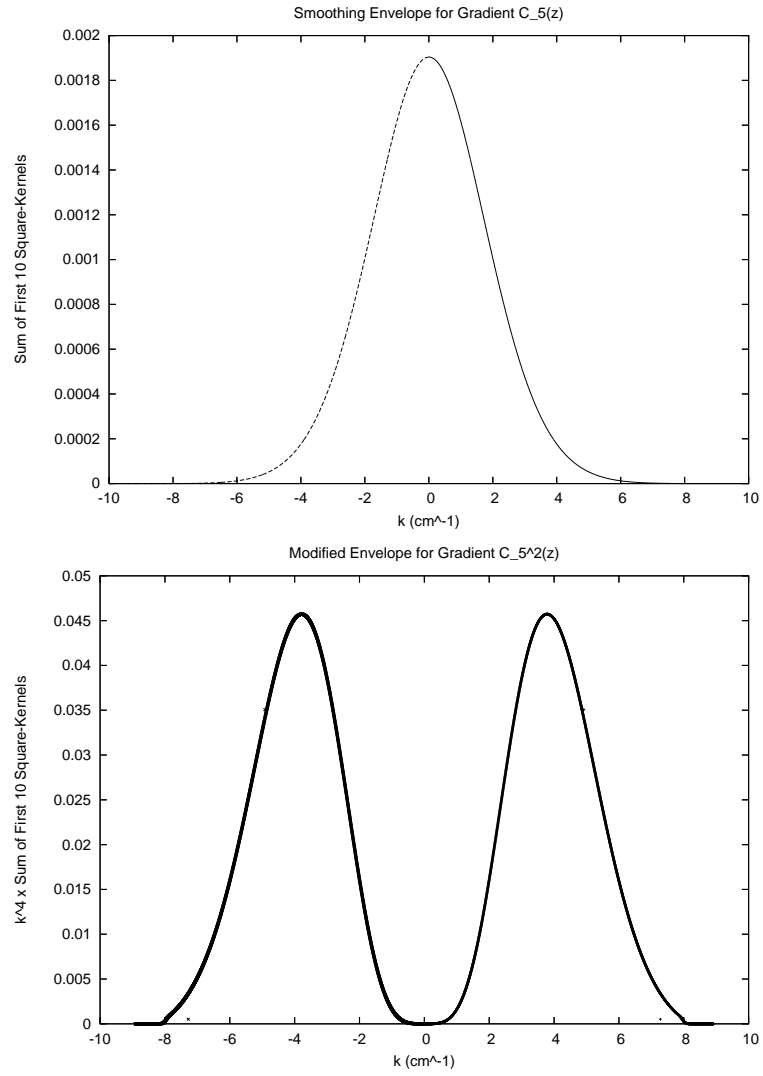 Smoothing Envelope for Gradient C_5(z)
0.002
0.0018
0.0016
0.0014
0.0012
0.001
0.0008
0.0006
0.0004
0.0002
0
Sum of First 10 Square-Kernels
-10 -8 -6 -4 -2 0 2 4 6 8 10
k (cm^-1)
Modified Envelope for Gradient C_5^2(z)
0.05
0.045
0.04
0.035
0.03
0.025
0.02
0.015
0.01
0.005
0
k^4 x Sum of First 10 Square-Kernels
-10 -8 -6 -4 -2 0 2 4 6 8 10
k (cm^-1)